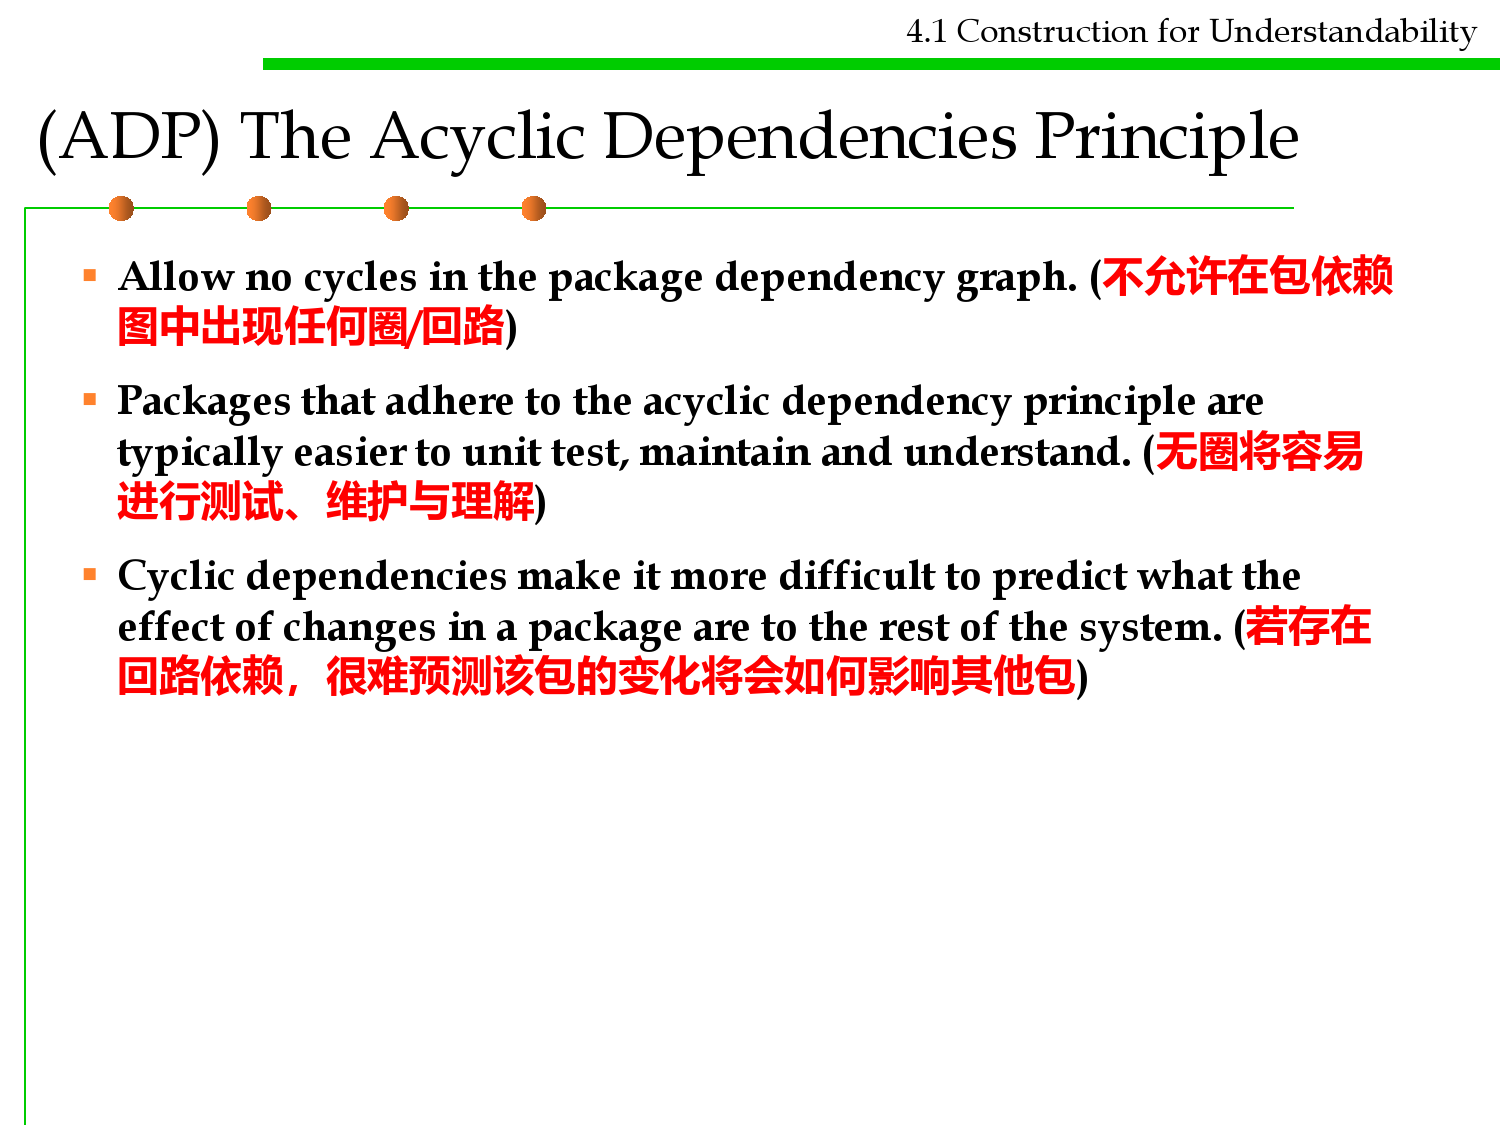 4.1 Construction for Understandability
(ADP) The Acyclic Dependencies Principle
▪ Allow no cycles in the package dependency graph. (不允许在包依赖
图中出现任何圈/回路)
▪ Packages that adhere to the acyclic dependency principle are
typically easier to unit test, maintain and understand. (无圈将容易
进行测试、维护与理解)
▪ Cyclic dependencies make it more difficult to predict what the
effect of changes in a package are to the rest of the system. (若存在
回路依赖，很难预测该包的变化将会如何影响其他包)